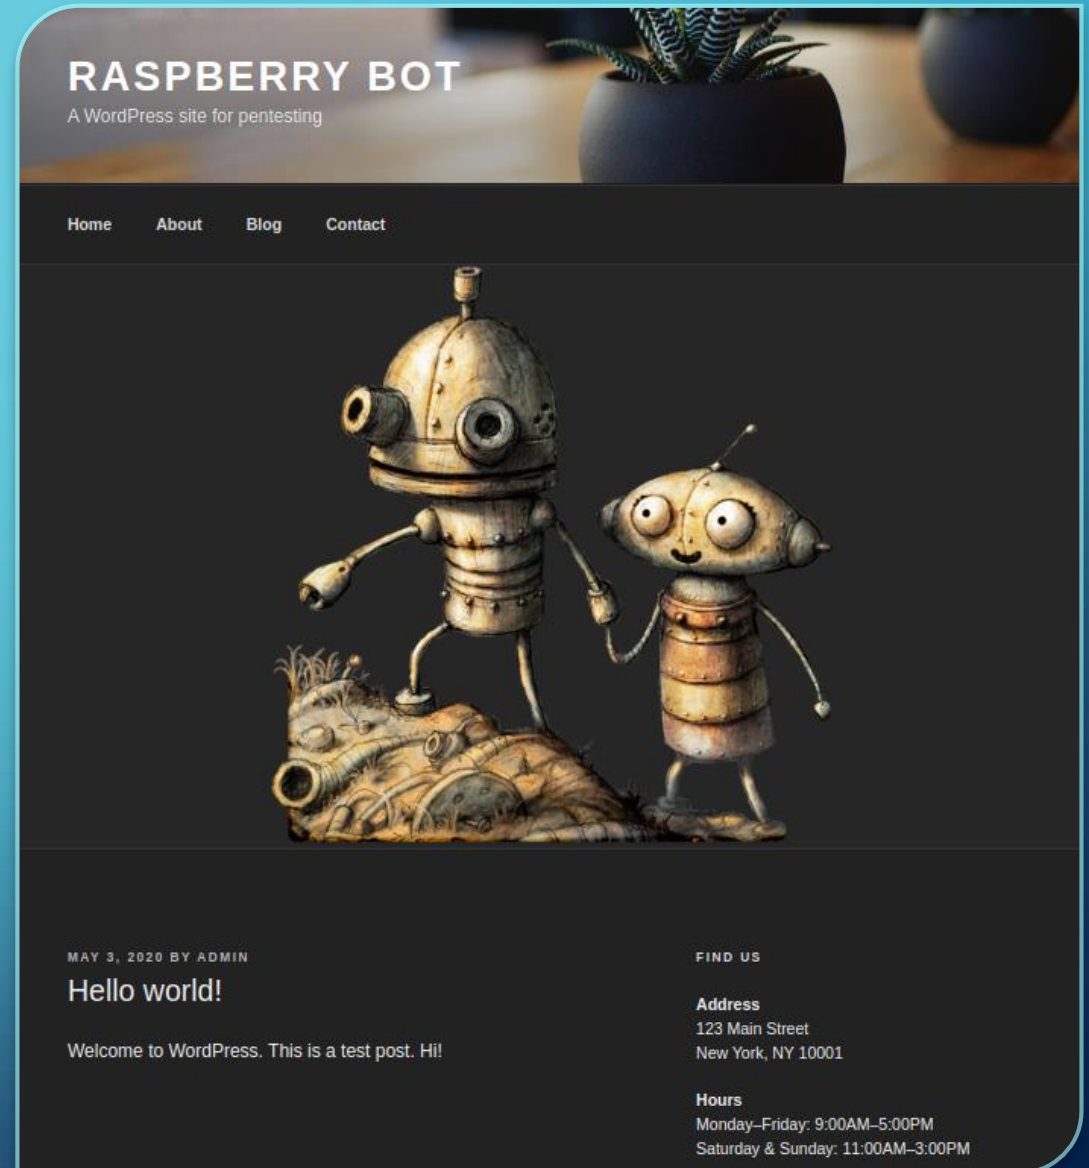 RASPBERRY BOT
A WordPress site for pentesting
Home About Blog Contact
MAY 3, 2020 BY ADMIN
Hello world!
Welcome to WordPress. This is a test post. Hi!
FIND US
Address
123 Main Street
New York, NY 10001
Hours
Monday–Friday: 9:00AM–5:00PM
Saturday & Sunday: 11:00AM–3:00PM